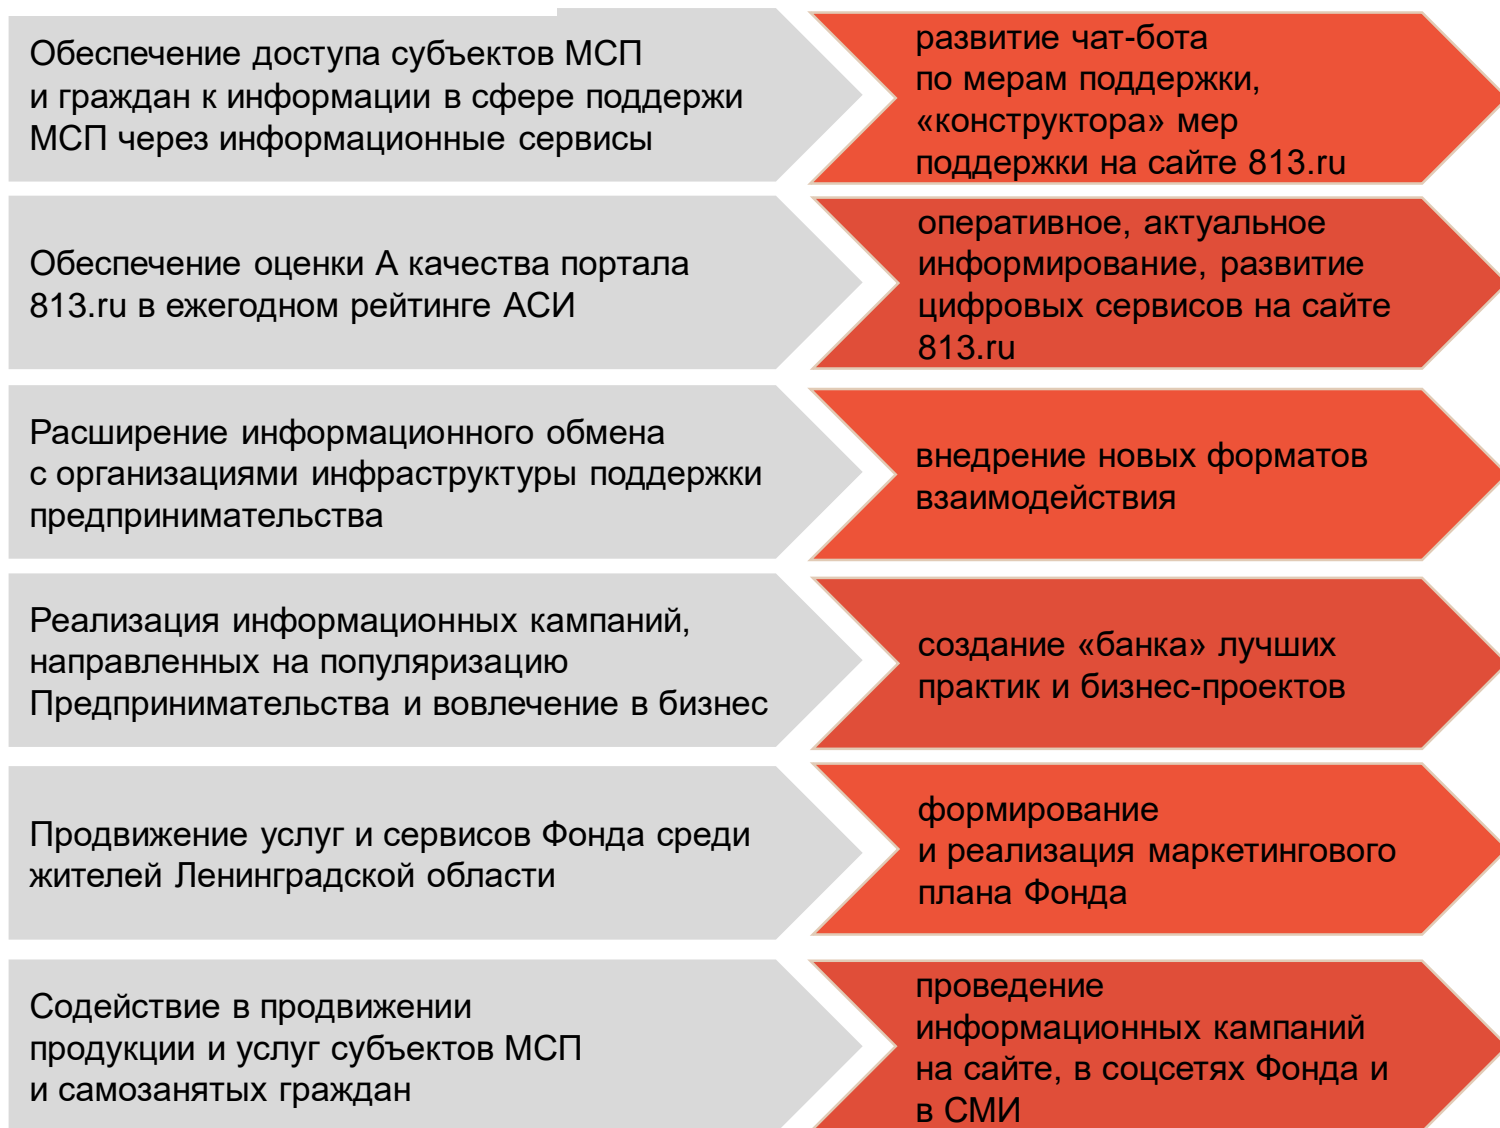 Обеспечение доступа субъектов МСП
и граждан к информации в сфере поддержи
МСП через информационные сервисы
развитие чат-бота
по мерам поддержки,
«конструктора» мер
поддержки на сайте 813.ru
Обеспечение оценки А качества портала
813.ru в ежегодном рейтинге АСИ
оперативное, актуальное
информирование, развитие
цифровых сервисов на сайте
813.ru
Расширение информационного обмена
с организациями инфраструктуры поддержки
предпринимательства
внедрение новых форматов
взаимодействия
Реализация информационных кампаний,
направленных на популяризацию
Предпринимательства и вовлечение в бизнес
создание «банка» лучших
практик и бизнес-проектов
Продвижение услуг и сервисов Фонда среди
жителей Ленинградской области
формирование
и реализация маркетингового
плана Фонда
Содействие в продвижении
продукции и услуг субъектов МСП
и самозанятых граждан
проведение
информационных кампаний
на сайте, в соцсетях Фонда и
в СМИ